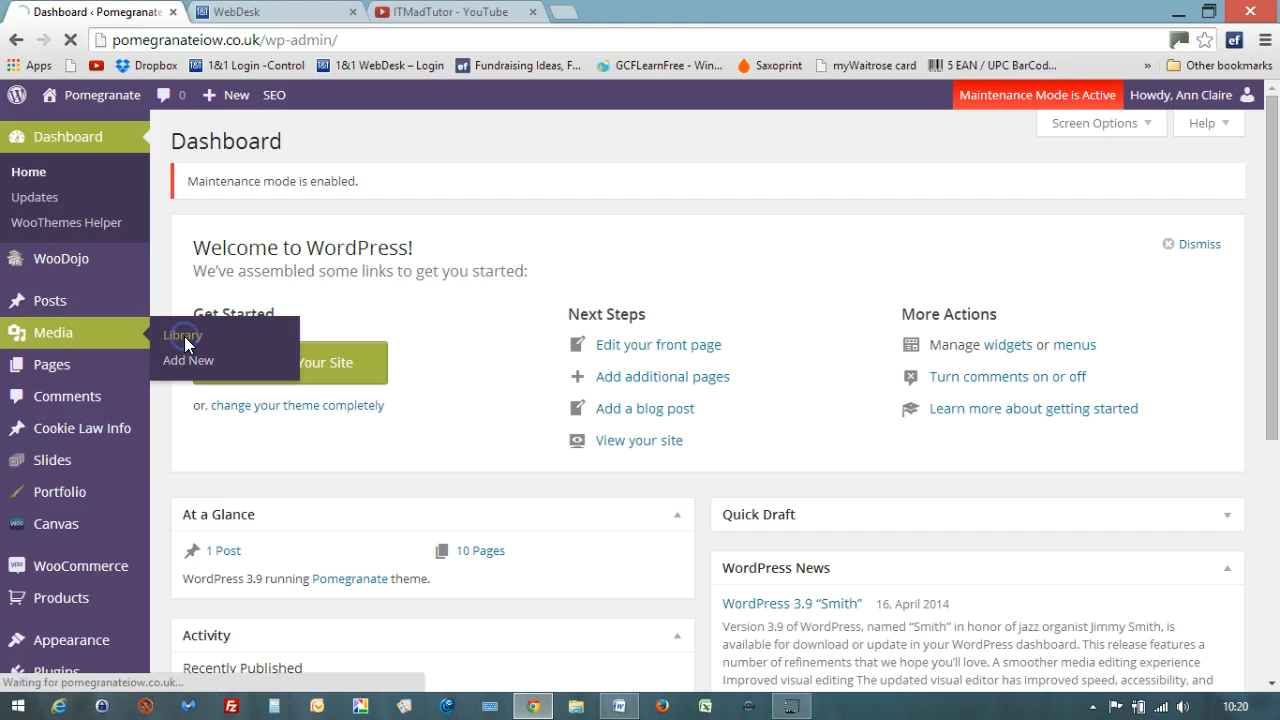 Dashboard ‹ Pomegranate
WebDesk
ITMadTutor - YouTube
pomegranateiow.co.uk/wp-admin/
ef
Apps
Dropbox
1&1 Login -Control
1&1 WebDesk – Login
ef
Fundraising Ideas, F...
GCFLearnFree - Win...
Saxoprint
myWaitrose card
5 EAN / UPC BarCod...
»
Other bookmarks
Pomegranate
0
New
SEO
Maintenance Mode is Active
Howdy, Ann Claire
Dashboard
Home
Updates
WooThemes Helper
WooDojo
Posts
Media
Library
Add New
Pages
Comments
Cookie Law Info
Slides
Portfolio
Canvas
WooCommerce
Products
Appearance
Plugins
Screen Options
Help
Dashboard
Maintenance mode is enabled.
Welcome to WordPress!
Dismiss
We've assembled some links to get you started:
Get Started
Your Site
or, change your theme completely
Next Steps
Edit your front page
Add additional pages
Add a blog post
View your site
More Actions
Manage widgets or menus
Turn comments on or off
Learn more about getting started
At a Glance
1 Post
10 Pages
WordPress 3.9 running Pomegranate theme.
Activity
Recently Published
Quick Draft
WordPress News
WordPress 3.9 “Smith”
16, April 2014
Version 3.9 of WordPress, named “Smith” in honor of jazz organist Jimmy Smith, is
available for download or update in your WordPress dashboard. This release features a
number of refinements that we hope you'll love. A smoother media editing experience
Improved visual editing The updated visual editor has improved speed, accessibility, and
Waiting for pomegranateiow.co.uk...
10:20